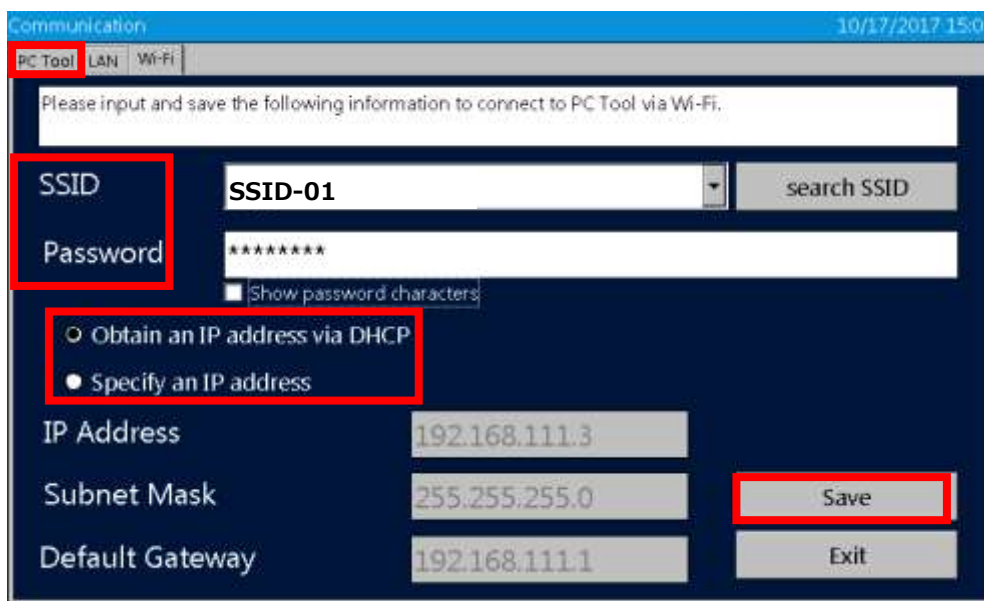 Communication 10/17/2017 15:0
PC Tool LAN Wi-Fi
Please input and save the following information to connect to PC Tool via Wi-Fi.
SSID SSID-01 search SSID
Password ********
Show password characters
Obtain an IP address via DHCP
Specify an IP address
IP Address 192.168.111.3
Subnet Mask 255.255.255.0 Save
Default Gateway 192.168.111.1 Exit